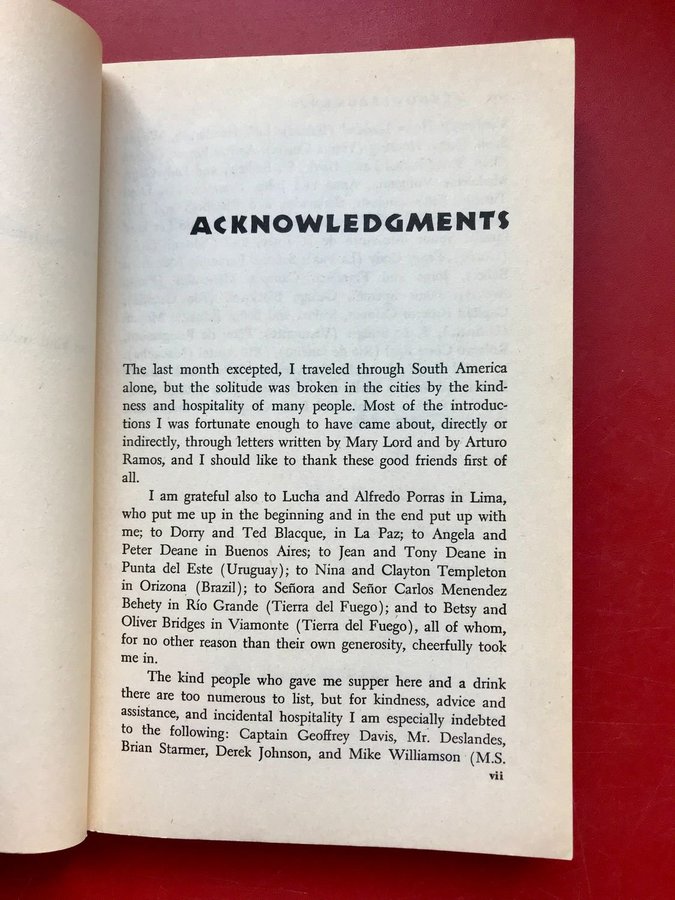 ACKNOWLEDGMENTS
The last month excepted, I traveled through South America
alone, but the solitude was broken in the cities by the kind-
ness and hospitality of many people. Most of the introduc-
tions I was fortunate enough to have came about, directly or
indirectly, through letters written by Mary Lord and by Arturo
Ramos, and I should like to thank these good friends first of
all.
I am grateful also to Lucha and Alfredo Porras in Lima,
who put me up in the beginning and in the end put up with
me; to Dorry and Ted Blacque, in La Paz; to Angela and
Peter Deane in Buenos Aires; to Jean and Tony Deane in
Punta del Este (Uruguay); to Nina and Clayton Templeton
in Orizona (Brazil); to Señora and Señor Carlos Menendez
Behety in Río Grande (Tierra del Fuego); and to Betsy and
Oliver Bridges in Viamonte (Tierra del Fuego), all of whom,
for no other reason than their own generosity, cheerfully took
me in.
The kind people who gave me supper here and a drink
there are too numerous to list, but for kindness, advice and
assistance, and incidental hospitality I am especially indebted
to the following: Captain Geoffrey Davis, Mr. Deslandes,
Brian Starmer, Derek Johnson, and Mike Williamson (M.S.
vii